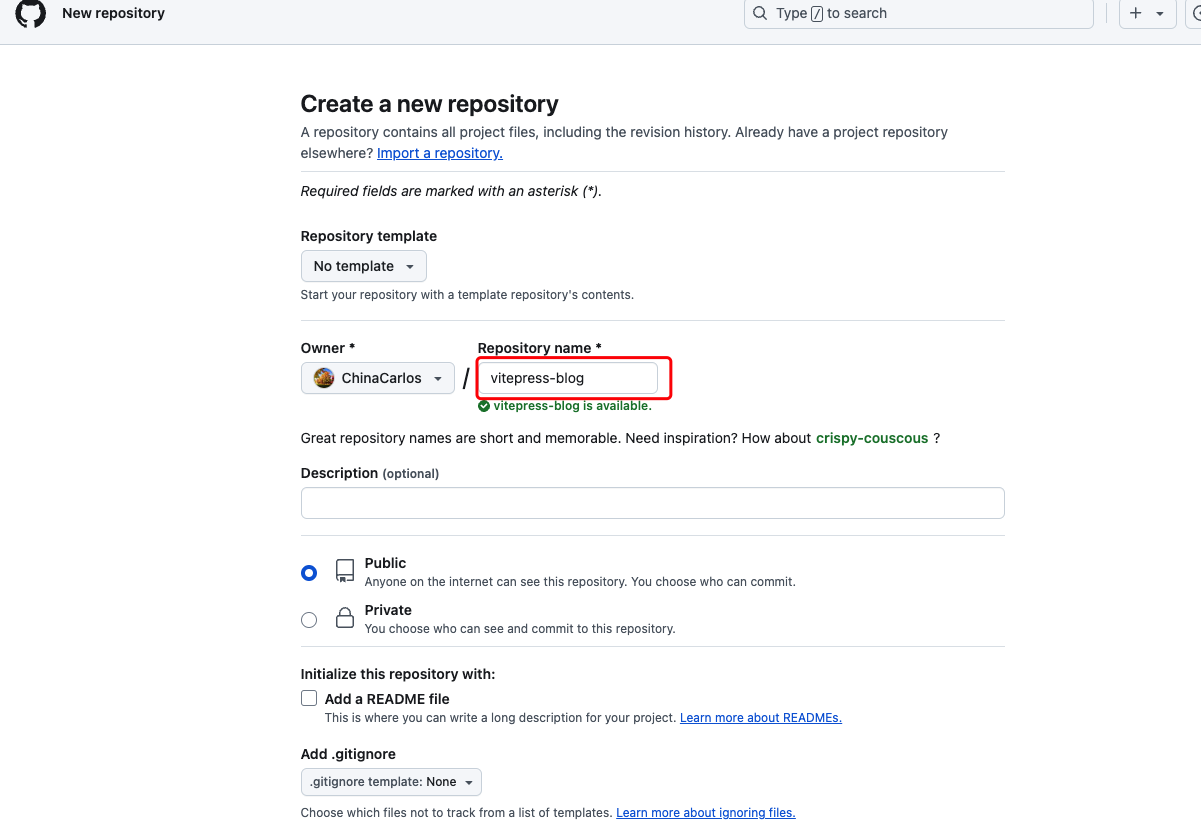 New repository
Type / to search
Create a new repository
A repository contains all project files, including the revision history. Already have a project repository
elsewhere? Import a repository.
Required fields are marked with an asterisk (*).
Repository template
No template
Start your repository with a template repository's contents.
Owner * Repository name *
ChinaCarlos / vitepress-blog
vitepress-blog is available.
Great repository names are short and memorable. Need inspiration? How about crispy-couscous ?
Description (optional)
Public
Anyone on the internet can see this repository. You choose who can commit.
Private
You choose who can see and commit to this repository.
Initialize this repository with:
Add a README file
This is where you can write a long description for your project. Learn more about READMEs.
Add .gitignore
.gitignore template: None
Choose which files not to track from a list of templates. Learn more about ignoring files.